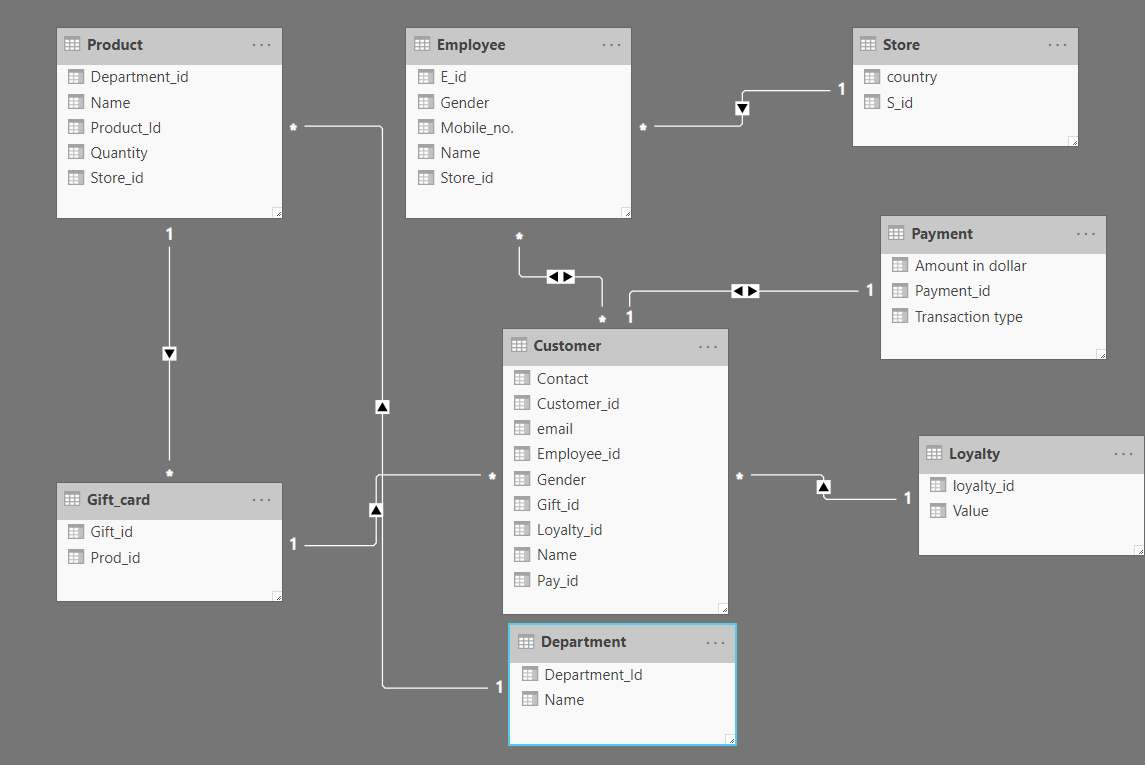 Product
Department_id
Name
Product_Id
Quantity
Store_id
Employee
E_id
Gender
Mobile_no.
Name
Store_id
Store
country
S_id
1
*
*
1
*
*
1
1
Payment
Amount in dollar
Payment_id
Transaction type
Customer
Contact
Customer_id
email
Employee_id
Gender
Gift_id
Loyalty_id
Name
Pay_id
*
*
1
Loyalty
loyalty_id
Value
*
Gift_card
Gift_id
Prod_id
1
1
Department
Department_Id
Name